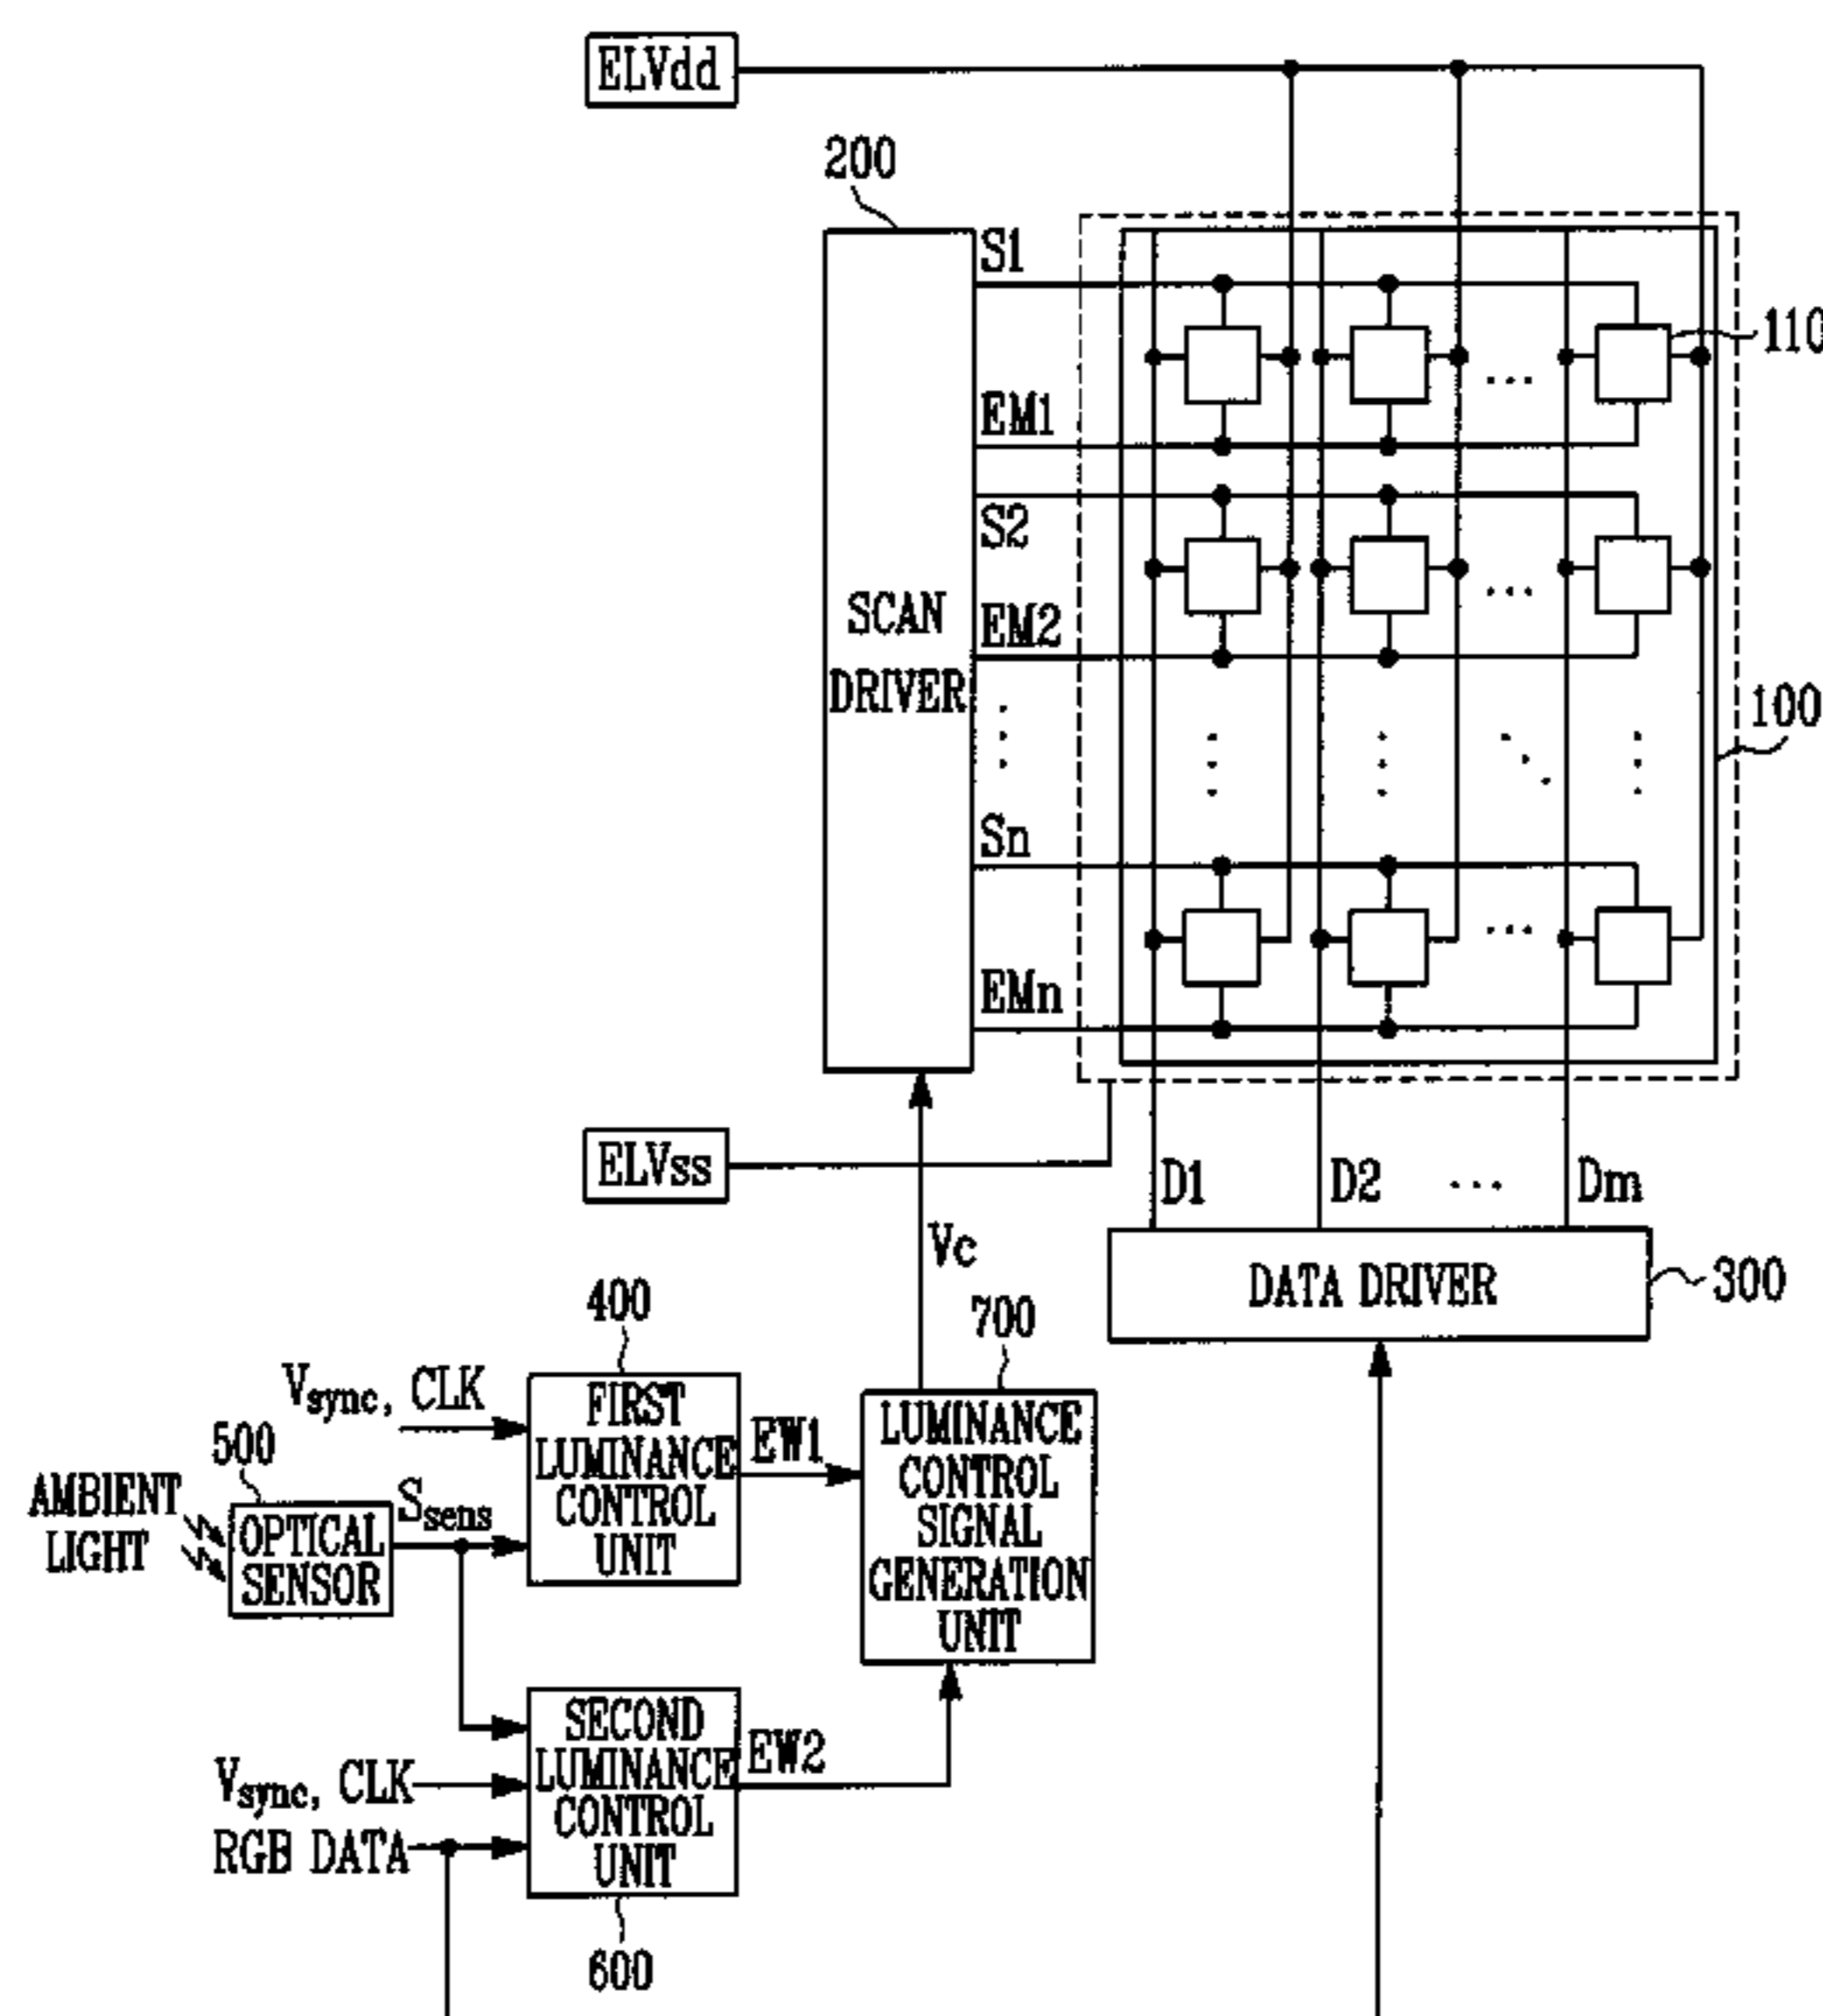 ELVdd
200
S1
110
EM1
S2
SCAN
DRIVER
EM2
100
Sn
EMn
ELVss
D1 D2 ... Dm
Vc
DATA DRIVER
300
400
700
Vsync, CLK
FIRST
LUMINANCE
CONTROL
UNIT
EW1
LUMINANCE
CONTROL
SIGNAL
GENERATION
UNIT
500
AMBIENT
LIGHT
OPTICAL
SENSOR
Ssens
SECOND
LUMINANCE
CONTROL
UNIT
EW2
Vsync, CLK
RGB DATA
600